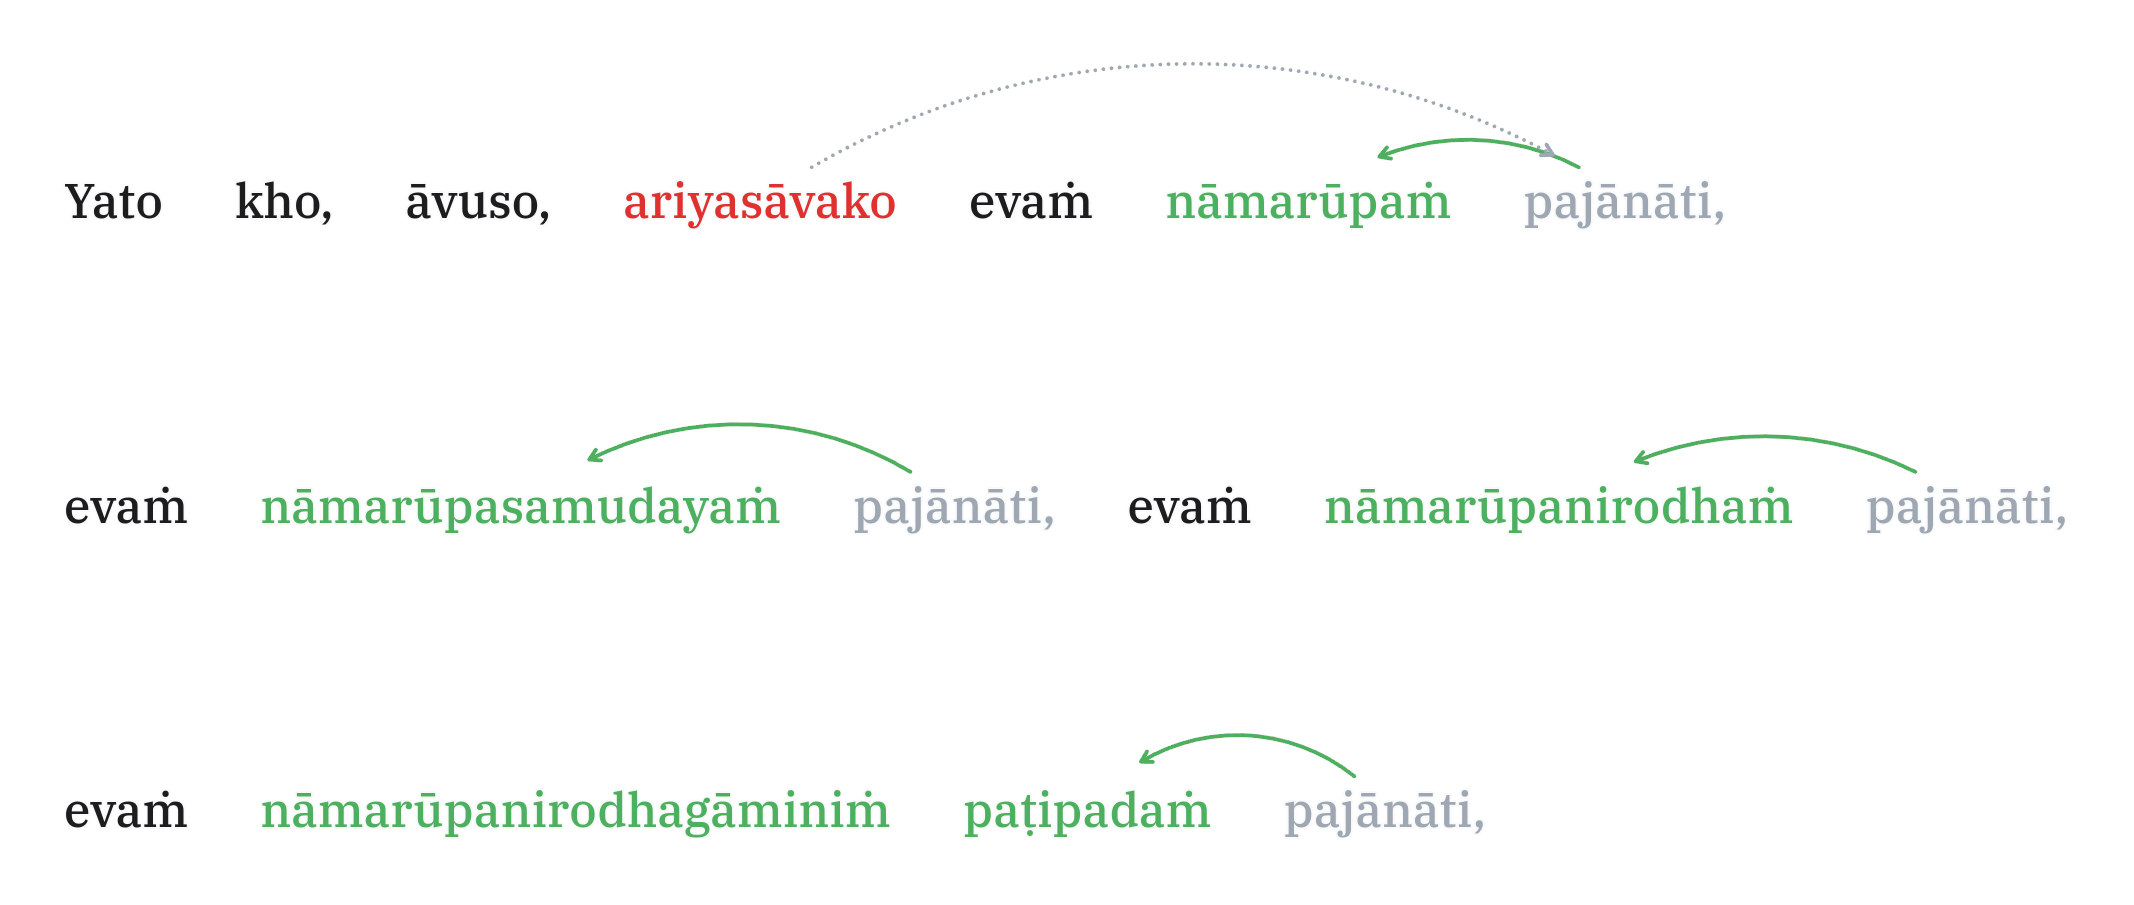 Yato kho, āvuso, ariyasāvako evaṁ nāmarūpaṁ pajānāti,
evaṁ nāmarūpasamudayaṁ pajānāti, evaṁ nāmarūpanirodhaṁ pajānāti,
evaṁ nāmarūpanirodhagāminiṁ paṭipadaṁ pajānāti,